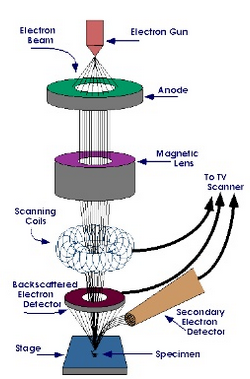 Electron
Beam
Electron Gun
Anode
Magnetic
Lens
To TV
Scanner
Scanning
Coils
Backscattered
Electron
Detector
Secondary
Electron
Detector
Stage
Specimen